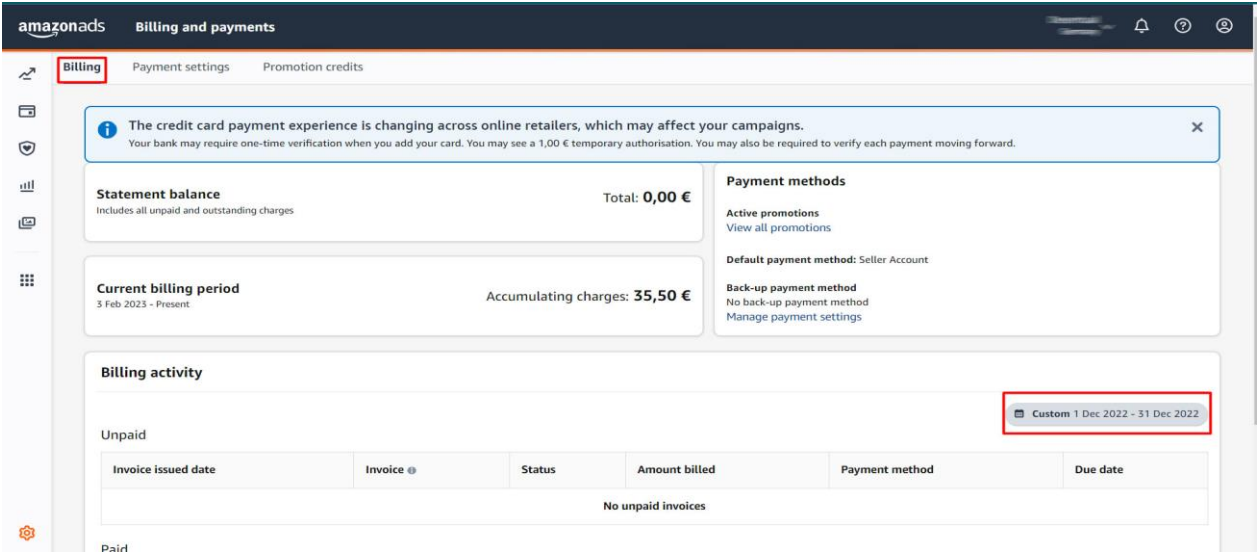 amazonads Billing and payments
Billing Payment settings Promotion credits
The credit card payment experience is changing across online retailers, which may affect your campaigns.
Your bank may require one-time verification when you add your card. You may see a 1,00 € temporary authorisation. You may also be required to verify each payment moving forward.
Statement balance
Includes all unpaid and outstanding charges
Total: 0,00 €
Current billing period
3 Feb 2023 - Present
Accumulating charges: 35,50 €
Payment methods
Active promotions
View all promotions
Default payment method: Seller Account
Back-up payment method
No back-up payment method
Manage payment settings
Billing activity
Custom 1 Dec 2022 - 31 Dec 2022
Unpaid
Invoice issued date Invoice Status Amount billed Payment method Due date
No unpaid invoices
Paid